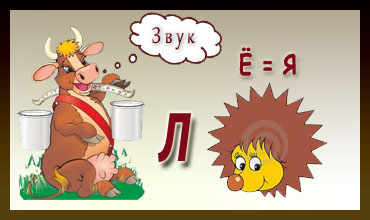 Звук
Ё = Я
Л